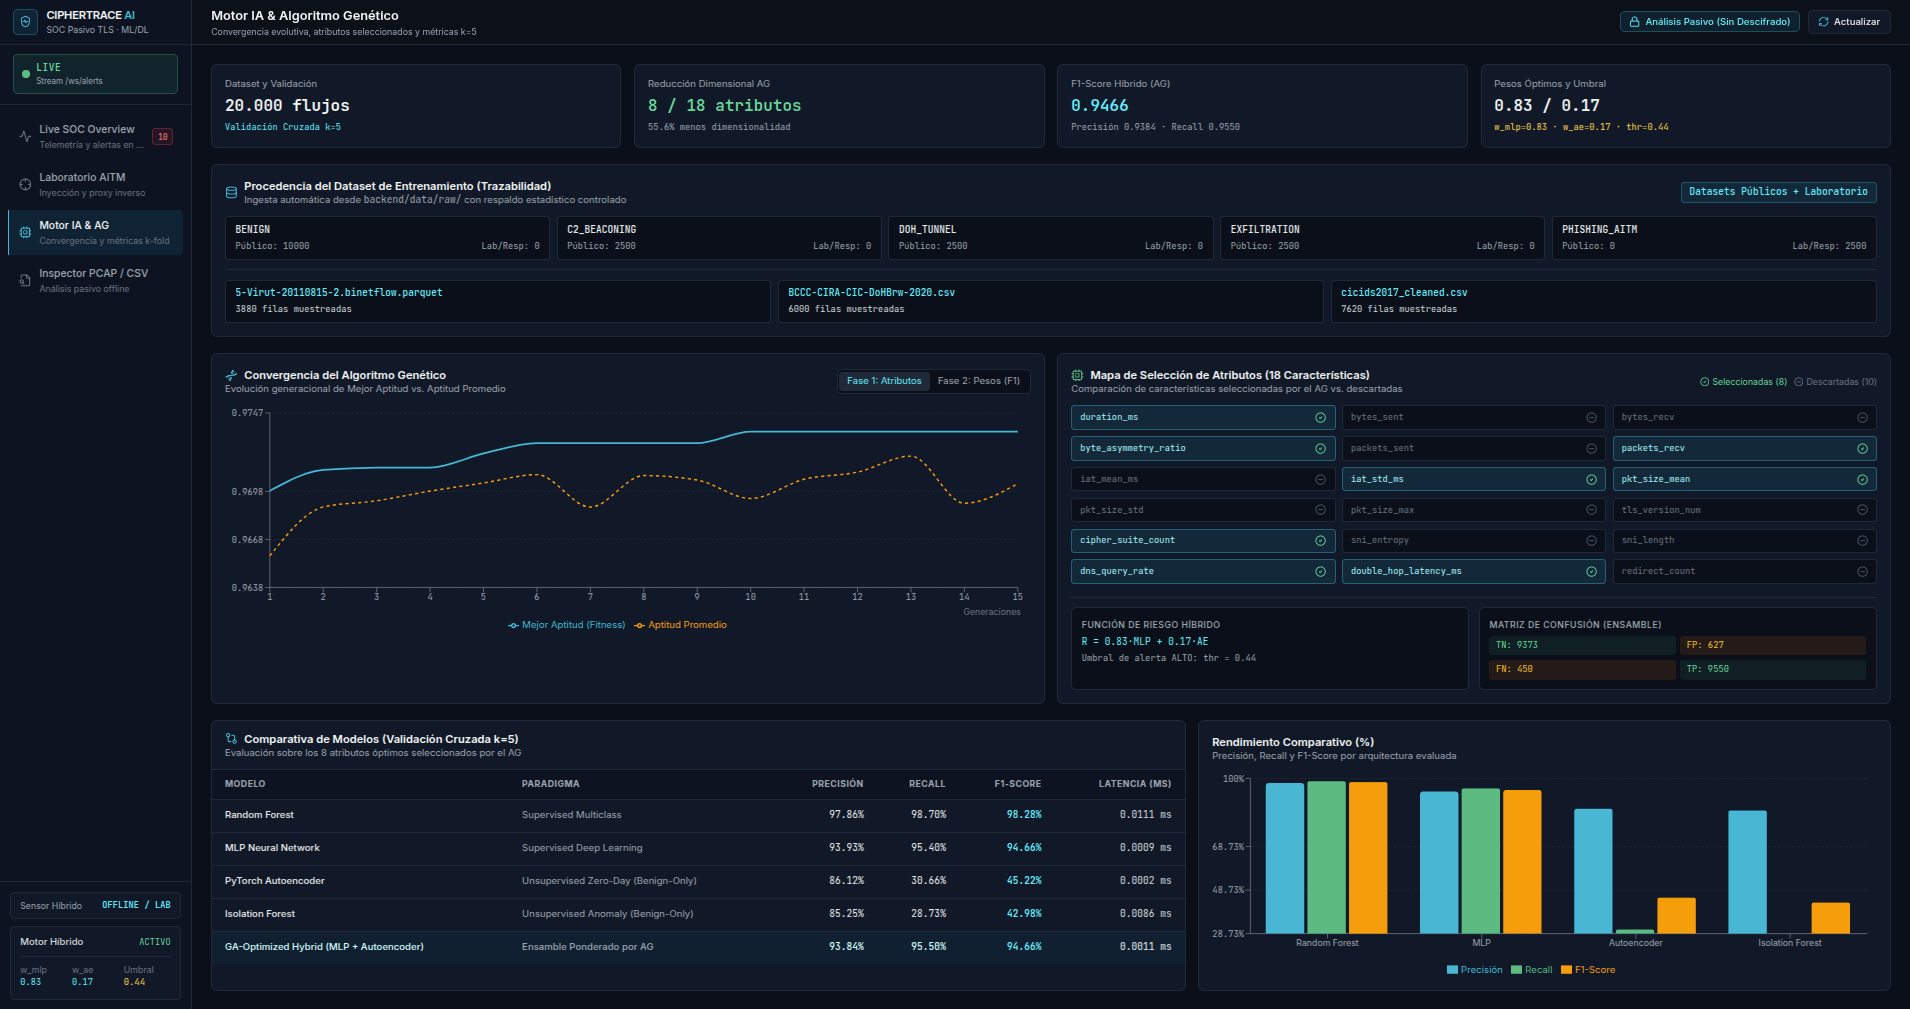 CIPHERTRACE AI
SOC Pasivo TLS · ML/DL
LIVE
Stream /ws/alerts
Live SOC Overview
Telemetría y alertas en ...
10
Laboratorio AiTM
Inyección y proxy inverso
Motor IA & AG
Convergencia y métricas k-fold
Inspector PCAP / CSV
Análisis pasivo offline
Sensor Híbrido OFFLINE / LAB
Motor Híbrido ACTIVO
w_mlp w_ae Umbral
0.83 0.17 0.44
Motor IA & Algoritmo Genético
Convergencia evolutiva, atributos seleccionados y métricas k=5
Análisis Pasivo (Sin Descifrado)
Actualizar
Dataset y Validación
20.000 flujos
Validación Cruzada k=5
Reducción Dimensional AG
8 / 18 atributos
55.6% menos dimensionalidad
F1-Score Híbrido (AG)
0.9466
Precisión 0.9384 · Recall 0.9550
Pesos Óptimos y Umbral
0.83 / 0.17
w_mlp=0.83 · w_ae=0.17 · thr=0.44
Procedencia del Dataset de Entrenamiento (Trazabilidad)
Ingesta automática desde backend/data/raw/ con respaldo estadístico controlado
Datasets Públicos + Laboratorio
BENIGN
Público: 10000 Lab/Resp: 0
C2_BEACONING
Público: 2500 Lab/Resp: 0
DOH_TUNNEL
Público: 2500 Lab/Resp: 0
EXFILTRATION
Público: 2500 Lab/Resp: 0
PHISHING_AITM
Público: 0 Lab/Resp: 2500
5-Virut-20110815-2.binetflow.parquet
3880 filas muestreadas
BCCC-CIRA-CIC-DoHBrw-2020.csv
6000 filas muestreadas
cicids2017_cleaned.csv
7620 filas muestreadas
Convergencia del Algoritmo Genético
Evolución generacional de Mejor Aptitud vs. Aptitud Promedio
Fase 1: Atributos Fase 2: Pesos (F1)
0.9747
0.9698
0.9668
0.9638
1 2 3 4 5 6 7 8 9 10 11 12 13 14 15
Generaciones
Mejor Aptitud (Fitness) Aptitud Promedio
Mapa de Selección de Atributos (18 Características)
Comparación de características seleccionadas por el AG vs. descartadas
Seleccionadas (8) Descartadas (10)
duration_ms bytes_sent bytes_recv
byte_asymmetry_ratio packets_sent packets_recv
iat_mean_ms iat_std_ms pkt_size_mean
pkt_size_std pkt_size_max tls_version_num
cipher_suite_count sni_entropy sni_length
dns_query_rate double_hop_latency_ms redirect_count
FUNCIÓN DE RIESGO HÍBRIDO
R = 0.83·MLP + 0.17·AE
Umbral de alerta ALTO: thr = 0.44
MATRIZ DE CONFUSIÓN (ENSAMBLE)
TN: 9373 FP: 627
FN: 450 TP: 9550
Comparativa de Modelos (Validación Cruzada k=5)
Evaluación sobre los 8 atributos óptimos seleccionados por el AG
MODELO PARADIGMA PRECISIÓN RECALL F1-SCORE LATENCIA (MS)
Random Forest Supervised Multiclass 97.86% 98.70% 98.28% 0.0111 ms
MLP Neural Network Supervised Deep Learning 93.93% 95.40% 94.66% 0.0009 ms
PyTorch Autoencoder Unsupervised Zero-Day (Benign-Only) 86.12% 30.66% 45.22% 0.0002 ms
Isolation Forest Unsupervised Anomaly (Benign-Only) 85.25% 28.73% 42.98% 0.0086 ms
GA-Optimized Hybrid (MLP + Autoencoder) Ensamble Ponderado por AG 93.84% 95.50% 94.66% 0.0011 ms
Rendimiento Comparativo (%)
Precisión, Recall y F1-Score por arquitectura evaluada
100%
68.73%
48.73%
28.73%
Random Forest MLP Autoencoder Isolation Forest
Precisión Recall F1-Score